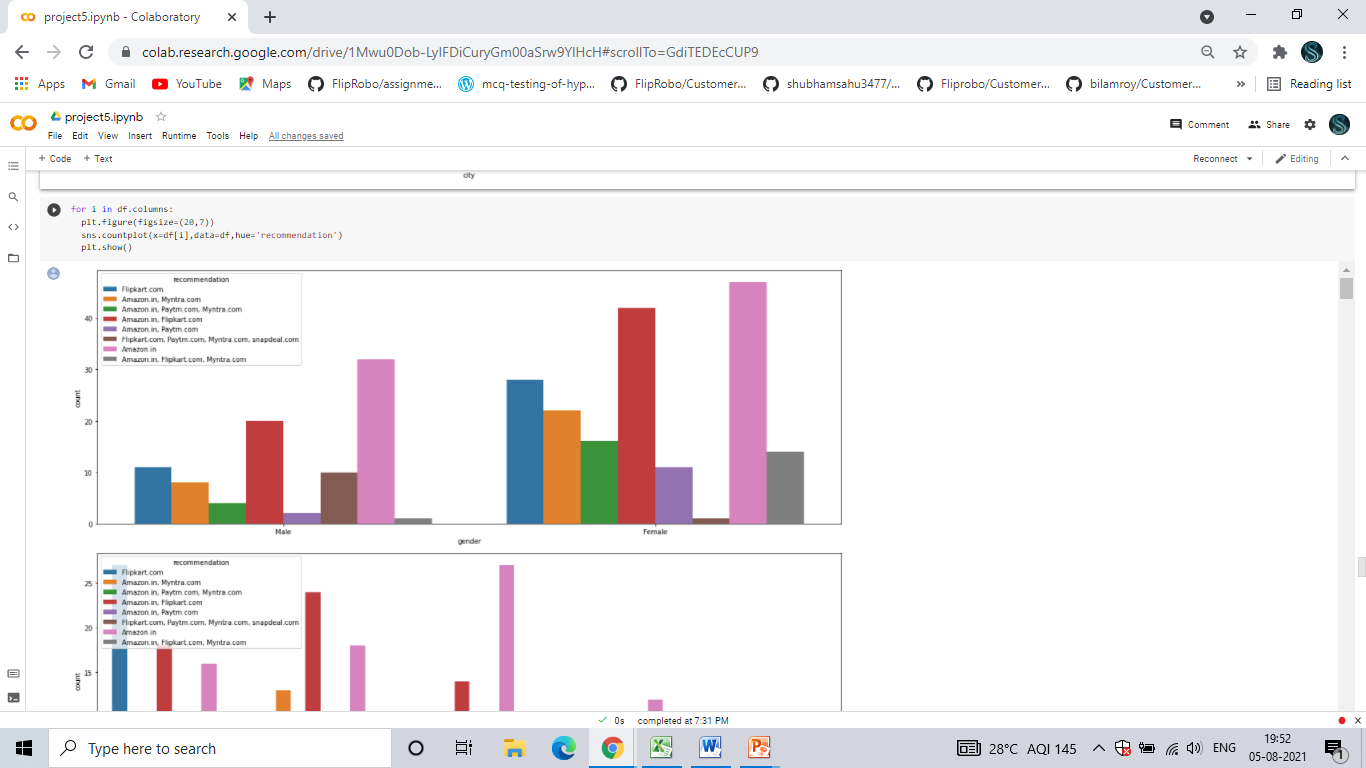 project5.ipynb - Colaboratory
colab.research.google.com/drive/1Mwu0Dob-LyIFDiCuryGm00aSrw9YlHcH#scrollTo=GdiTEDEcCUP9
Apps Gmail YouTube Maps FlipRobo/assignme... mcq-testing-of-hyp... FlipRobo/Customer... shubhamsahu3477/... Fliprobo/Customer... bilamroy/Customer... » Reading list
project5.ipynb
Comment Share
File Edit View Insert Runtime Tools Help All changes saved
+ Code + Text Reconnect Editing
city
for i in df.columns:
plt.figure(figsize=(20,7))
sns.countplot(x=df[i],data=df,hue='recommendation')
plt.show()
recommendation
Flipkart.com
Amazon.in, Myntra.com
Amazon.in, Paytm.com, Myntra.com
Amazon.in, Flipkart.com
Amazon.in, Paytm.com
Flipkart.com, Paytm.com, Myntra.com, snapdeal.com
Amazon.in
Amazon.in, Flipkart.com, Myntra.com
40
30
20
10
0
count
Male Female
gender
recommendation
Flipkart.com
Amazon.in, Myntra.com
Amazon.in, Paytm.com, Myntra.com
Amazon.in, Flipkart.com
Amazon.in, Paytm.com
Flipkart.com, Paytm.com, Myntra.com, snapdeal.com
Amazon.in
Amazon.in, Flipkart.com, Myntra.com
25
20
15
count
0s completed at 7:31 PM
Type here to search
28°C AQI 145 ENG
19:52
05-08-2021
1